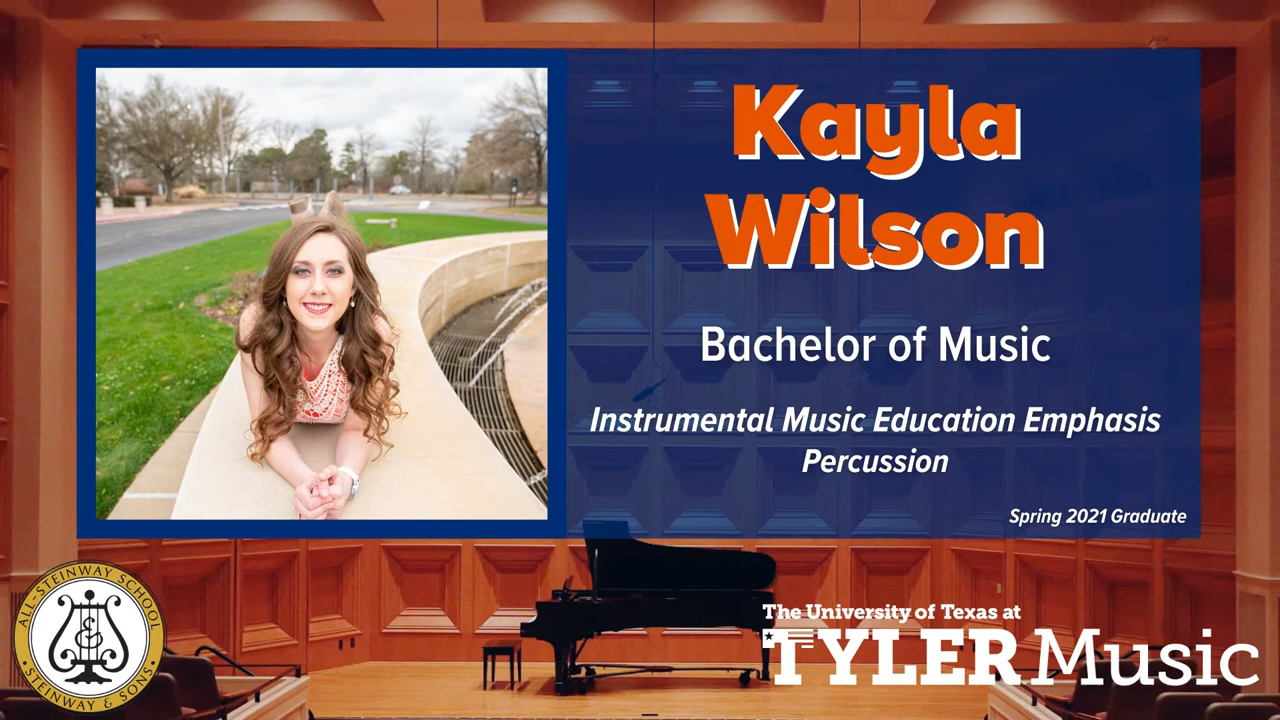 Kayla
Wilson
Bachelor of Music
Instrumental Music Education Emphasis
Percussion
Spring 2021 Graduate
ALL-STEINWAY SCHOOL
STEINWAY & SONS
The University of Texas at
TYLER Music